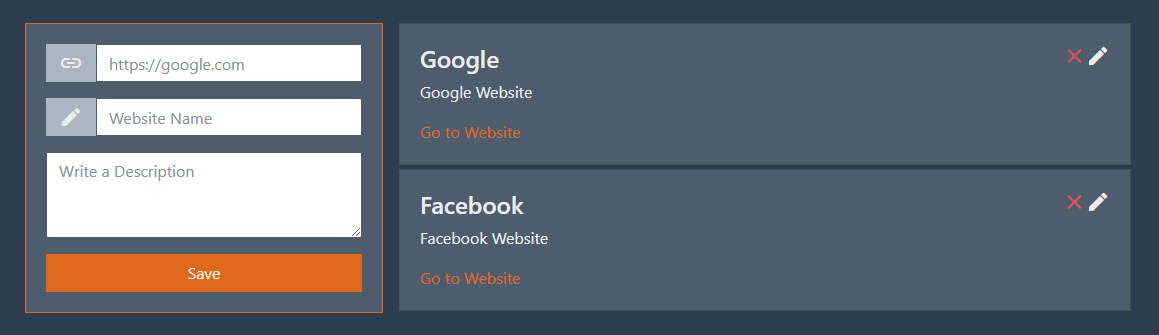 https://google.com
Website Name
Write a Description
Save
Google
Google Website
Go to Website
Facebook
Facebook Website
Go to Website